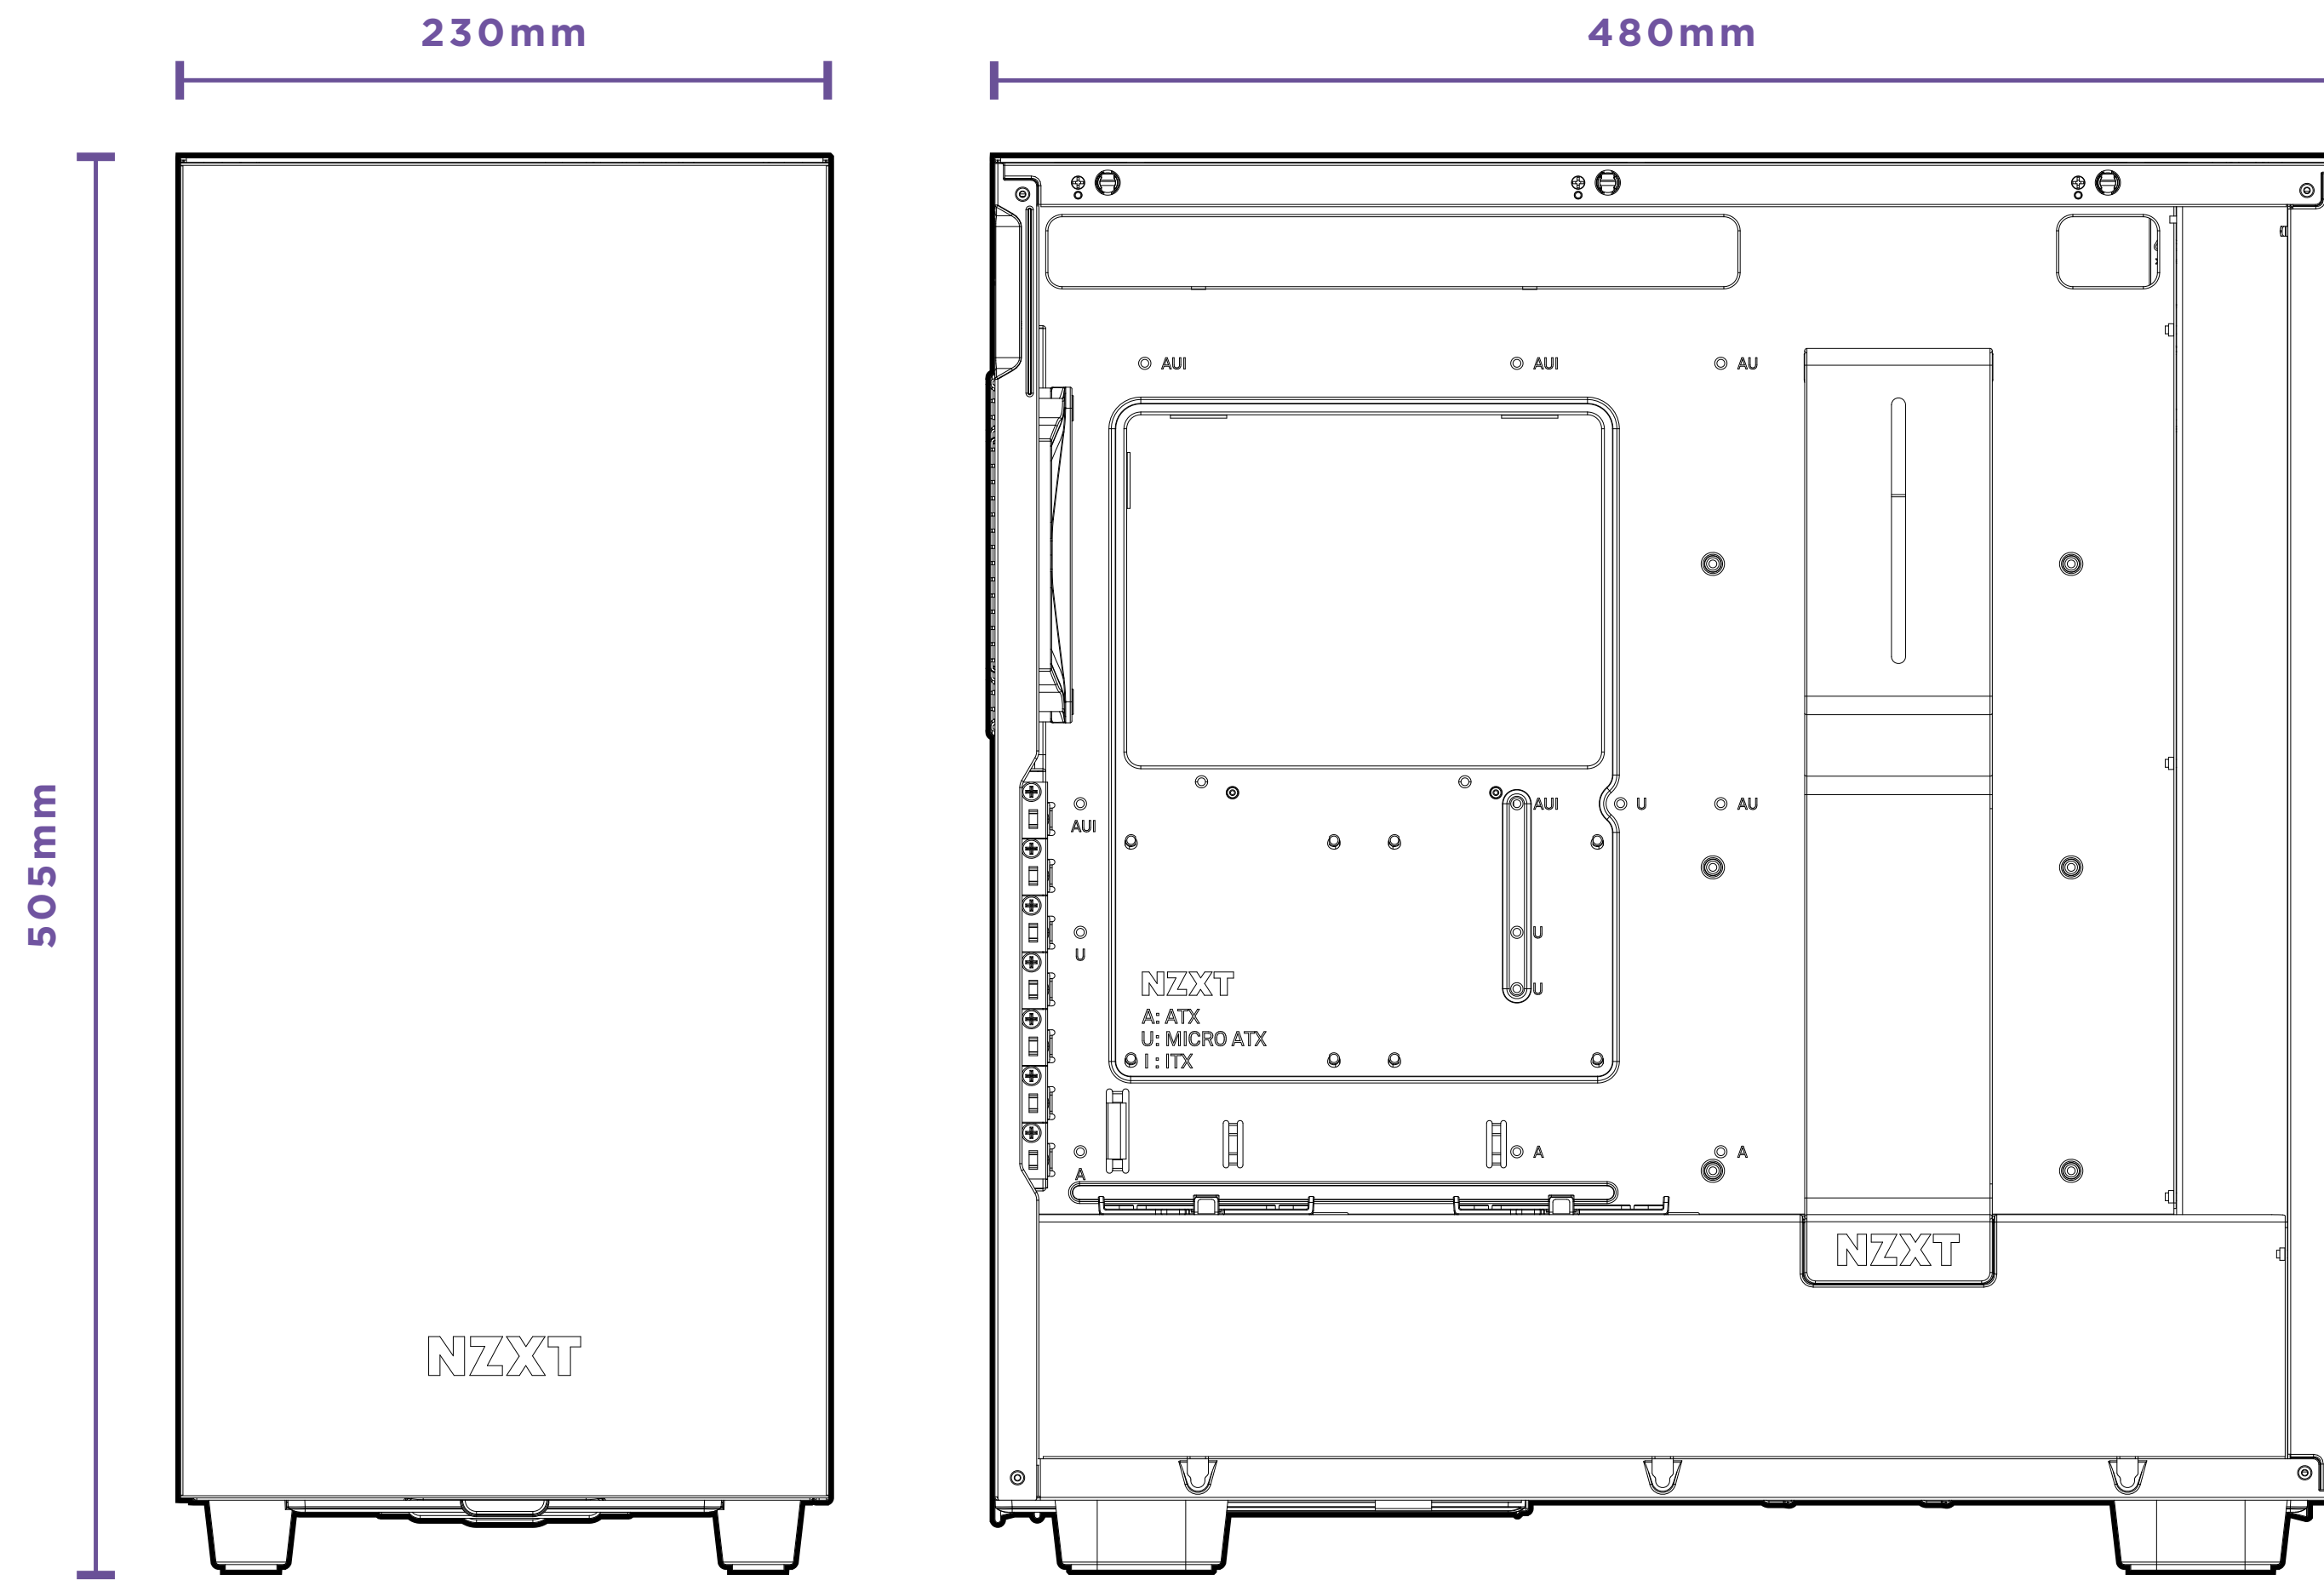 230mm
480mm
505mm
AUI
AUI
AU
AUI
AUI
U
AU
U
U
U
NZXT
A: ATX
U: MICRO ATX
I : ITX
A
A
A
NZXT
NZXT